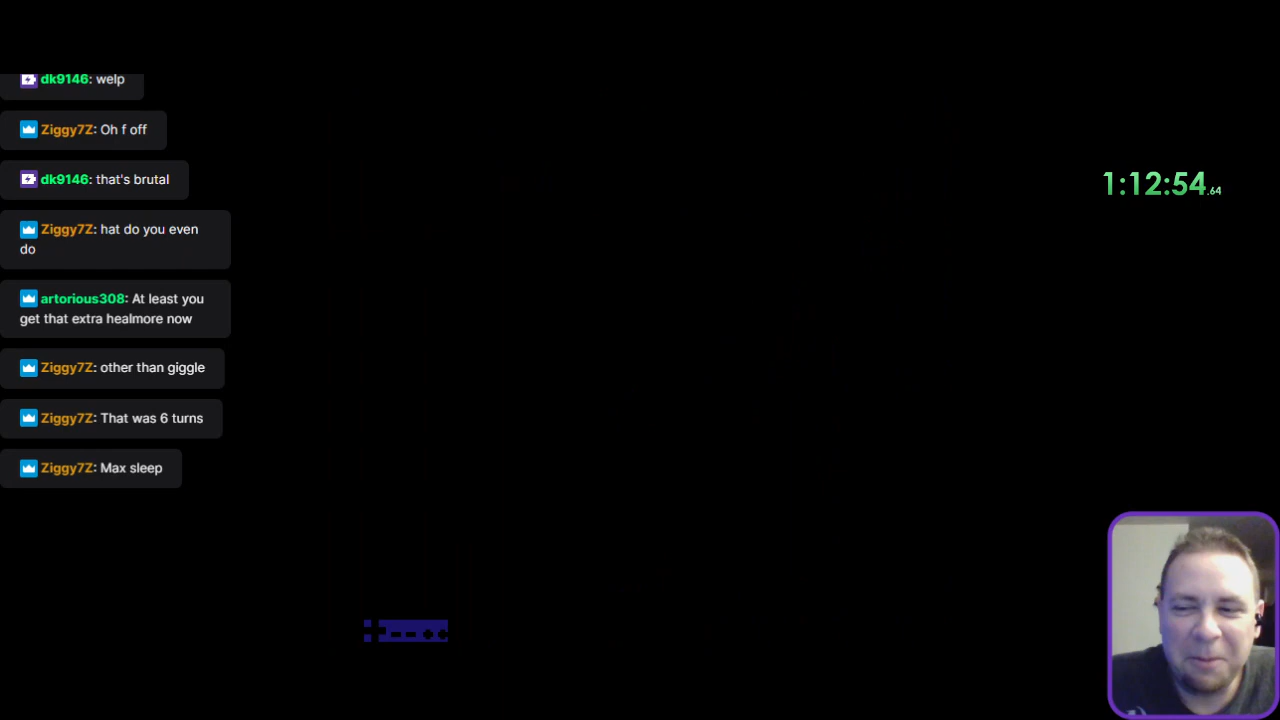 dk9146: welp
Ziggy7Z: Oh f off
dk9146: that's brutal
Ziggy7Z: hat do you even
do
artorious308: At least you
get that extra healmore now
Ziggy7Z: other than giggle
Ziggy7Z: That was 6 turns
Ziggy7Z: Max sleep
1:12:54.64